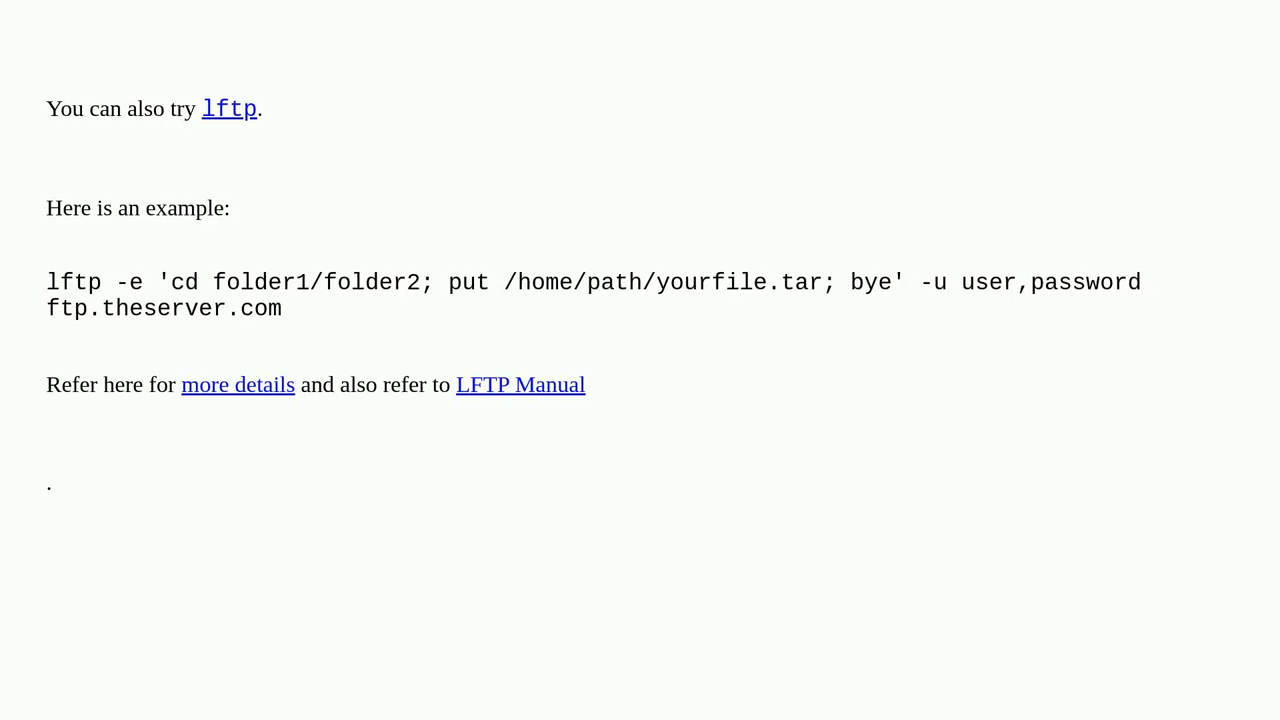 You can also try lftp.
Here is an example:
lftp -e 'cd folder1/folder2; put /home/path/yourfile.tar; bye' -u user,password
ftp.theserver.com
Refer here for more details and also refer to LFTP Manual
.